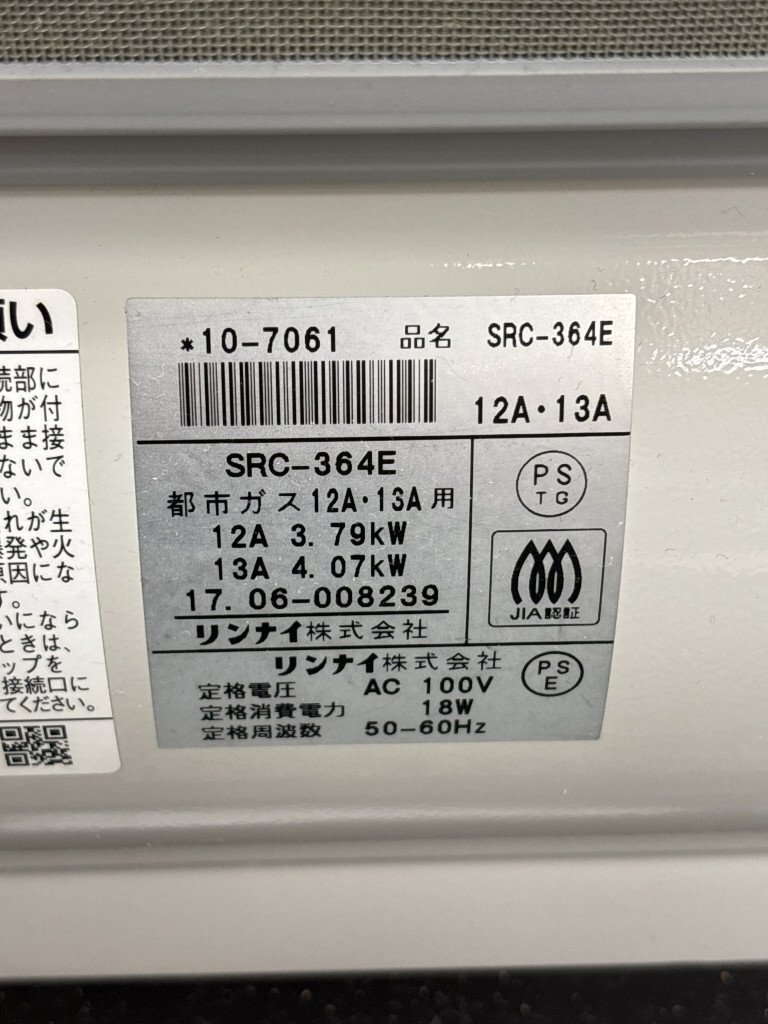 願い
続部に
物が付
まま接
ないで
い。
れが生
爆発や火
原因にな
す。
いになら
ときは、
ップを
接続口に
てください。
*10-7061 品名 SRC-364E
12A・13A
SRC-364E
都市ガス12A・13A用
12A 3.79kW
13A 4.07kW
17.06-008239
リンナイ株式会社
PS
TG
JIA認証
リンナイ株式会社
定格電圧 AC 100V
定格消費電力 18W
定格周波数 50-60Hz
PS
E